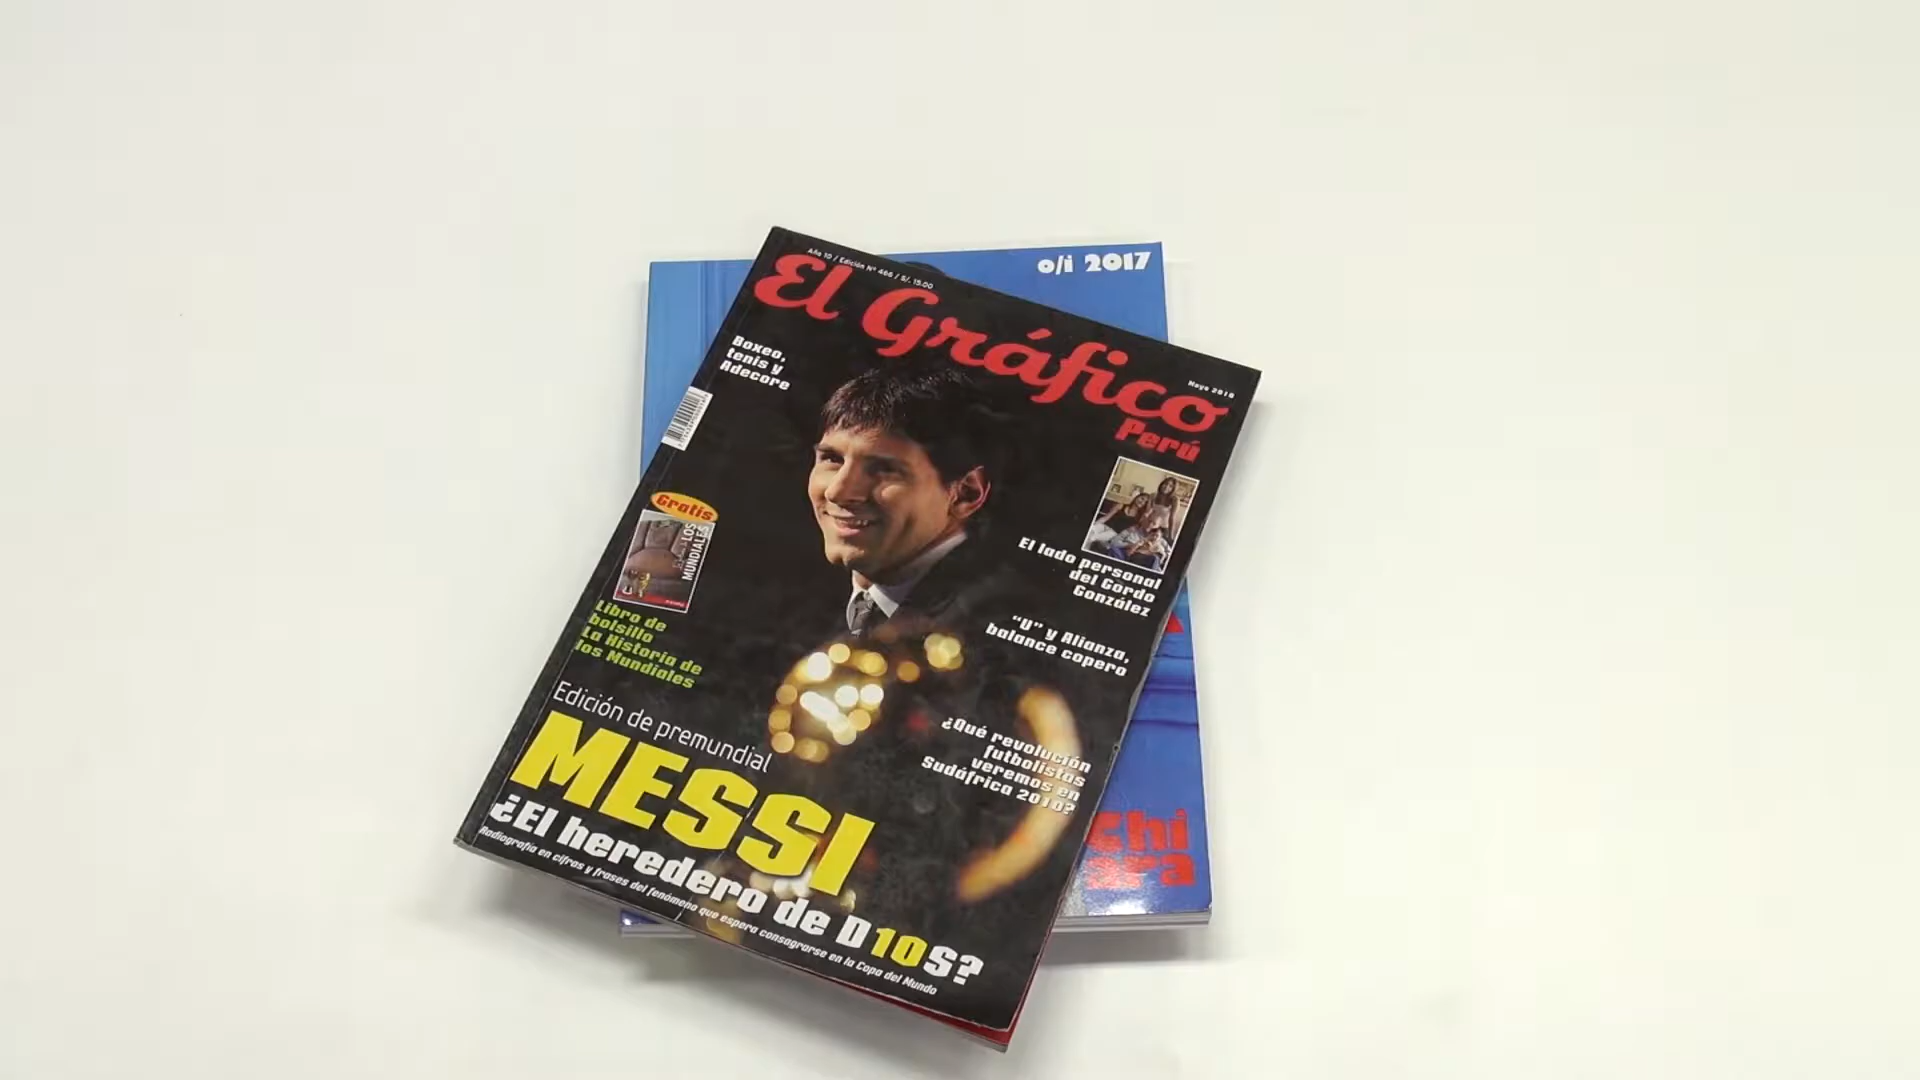 Año 10 / Edición Nº 466 / S/. 15.00
El Gráfico
Perú
Mayo 2010
o/i 2017
Boxeo,
tenis y
Adecore
Gratis
LOS
MUNDIALES
Libro de
bolsillo
La Historia de
los Mundiales
El lado personal
del Gordo
González
"U" y Alianza,
balance copero
¿Qué revolución
futbolistas
veremos en
Sudáfrica 2010?
Edición de premundial
MESSI
¿El heredero de D10S?
Radiografía en cifras y frases del fenómeno que espera consagrarse en la Copa del Mundo